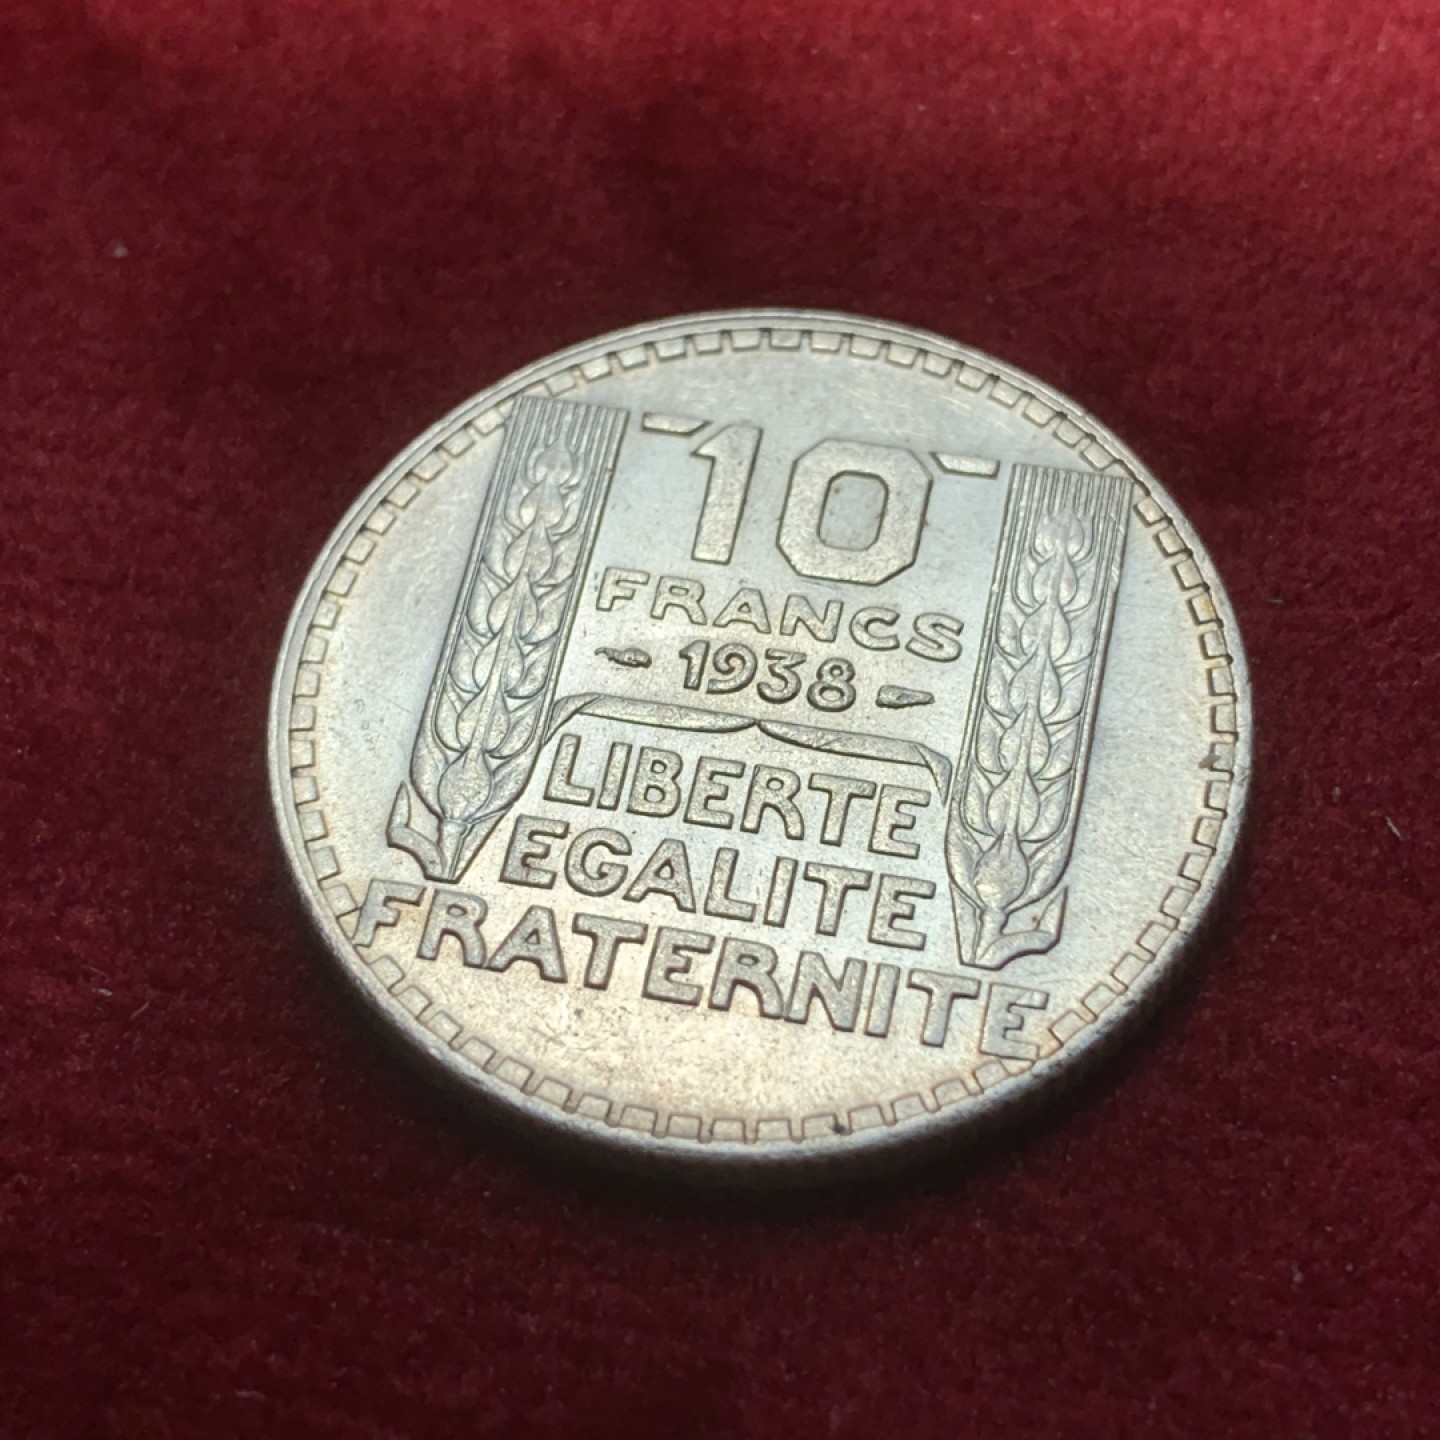 10
FRANCS
1938
LIBERTE
EGALITE
FRATERNITE